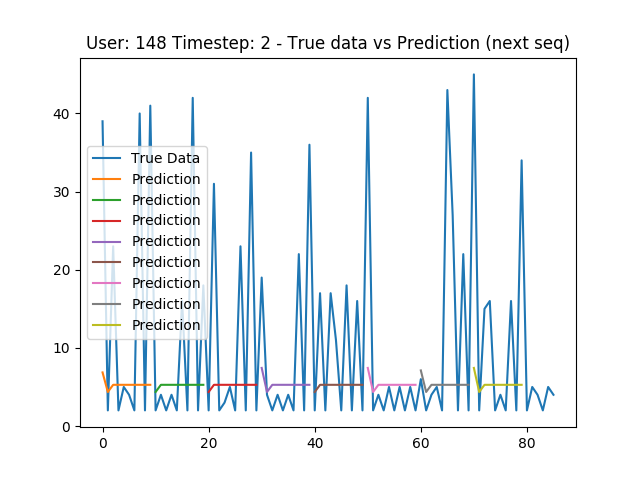 User: 148 Timestep: 2 - True data vs Prediction (next seq)
40
30
20
10
0
True Data
Prediction
Prediction
Prediction
Prediction
Prediction
Prediction
Prediction
Prediction
0 20 40 60 80